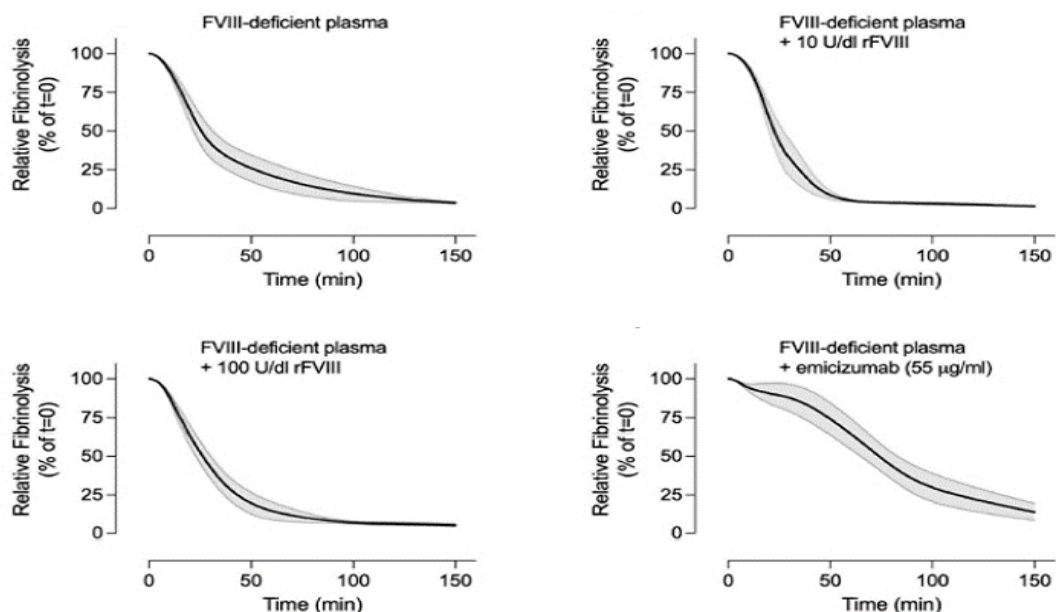 FVIII-deficient plasma
Relative Fibrinolysis
(% of t=0)
100
75
50
25
0
0 50 100 150
Time (min)
FVIII-deficient plasma
+ 10 U/dl rFVIII
Relative Fibrinolysis
(% of t=0)
100
75
50
25
0
0 50 100 150
Time (min)
FVIII-deficient plasma
+ 100 U/dl rFVIII
Relative Fibrinolysis
(% of t=0)
100
75
50
25
0
0 50 100 150
Time (min)
FVIII-deficient plasma
+ emicizumab (55 μg/ml)
Relative Fibrinolysis
(% of t=0)
100
75
50
25
0
0 50 100 150
Time (min)